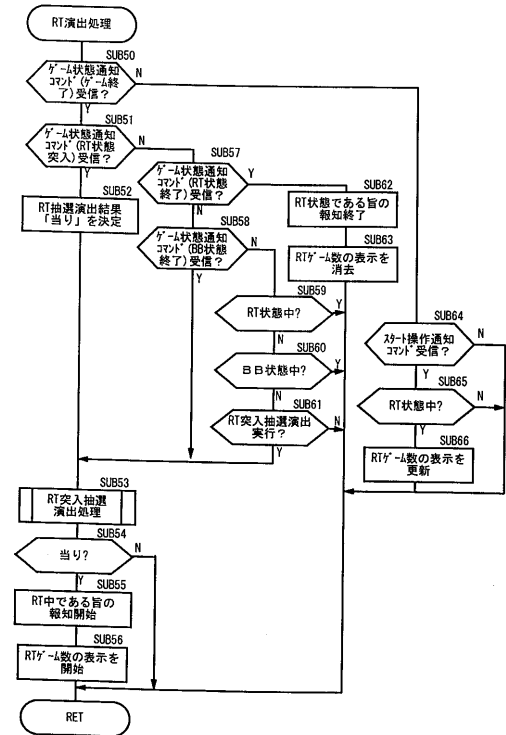 RT演出処理
SUB50
ｹﾞｰﾑ状態通知
ｺﾏﾝﾄﾞ(ｹﾞｰﾑ終
了)受信？
N
Y
SUB51
ｹﾞｰﾑ状態通知
ｺﾏﾝﾄﾞ(RT状態
突入)受信？
N
Y
SUB52
RT抽選演出結果
「当り」を決定
SUB57
ｹﾞｰﾑ状態通知
ｺﾏﾝﾄﾞ(RT状態
終了)受信？
Y
N
SUB58
ｹﾞｰﾑ状態通知
ｺﾏﾝﾄﾞ(BB状態
終了)受信？
N
Y
SUB62
RT状態である旨の
報知終了
SUB63
RTｹﾞｰﾑ数の表示を
消去
SUB59
RT状態中？
Y
N
SUB60
ＢＢ状態中？
Y
N
SUB61
RT突入抽選演出
実行？
N
Y
SUB64
ｽﾀｰﾄ操作通知
ｺﾏﾝﾄﾞ受信？
N
Y
SUB65
RT状態中？
N
Y
SUB66
RTｹﾞｰﾑ数の表示を
更新
SUB53
RT突入抽選
演出処理
SUB54
当り？
N
Y
SUB55
RT中である旨の
報知開始
SUB56
RTｹﾞｰﾑ数の表示を
開始
RET